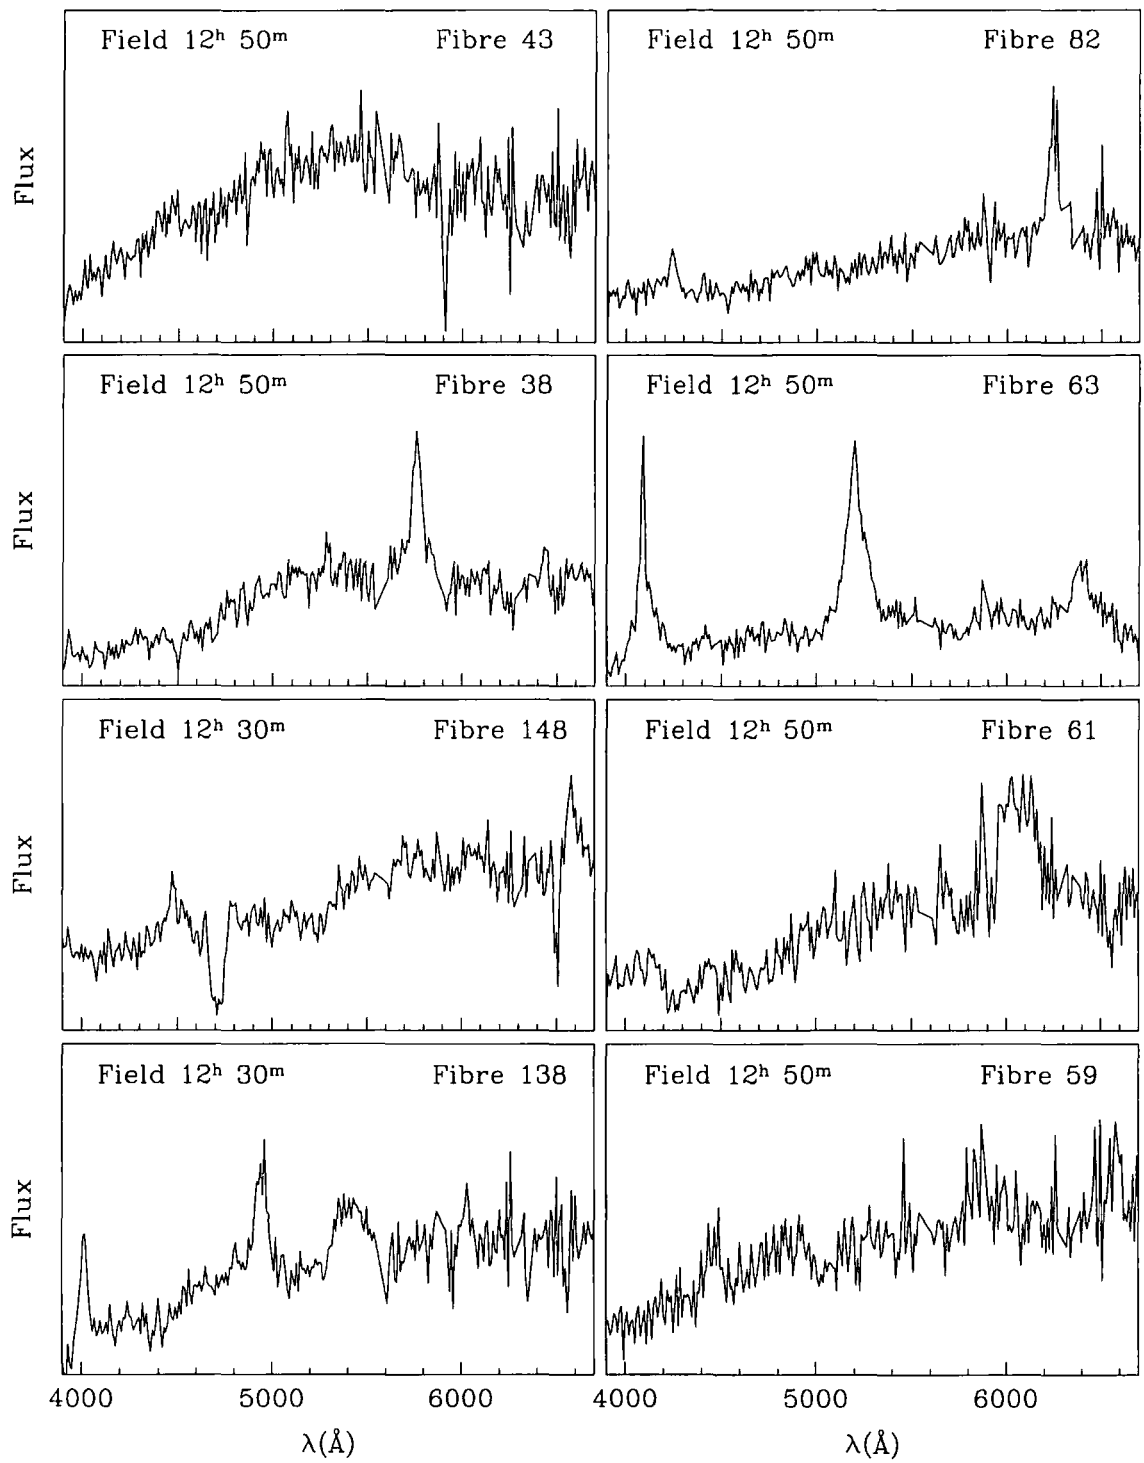 Field 12ʰ 50ᵐ Fibre 43
Field 12ʰ 50ᵐ Fibre 82
Flux
Field 12ʰ 50ᵐ Fibre 38
Field 12ʰ 50ᵐ Fibre 63
Flux
Field 12ʰ 30ᵐ Fibre 148
Field 12ʰ 50ᵐ Fibre 61
Flux
Field 12ʰ 30ᵐ Fibre 138
Field 12ʰ 50ᵐ Fibre 59
Flux
4000 5000 6000
4000 5000 6000
λ(Å)
λ(Å)